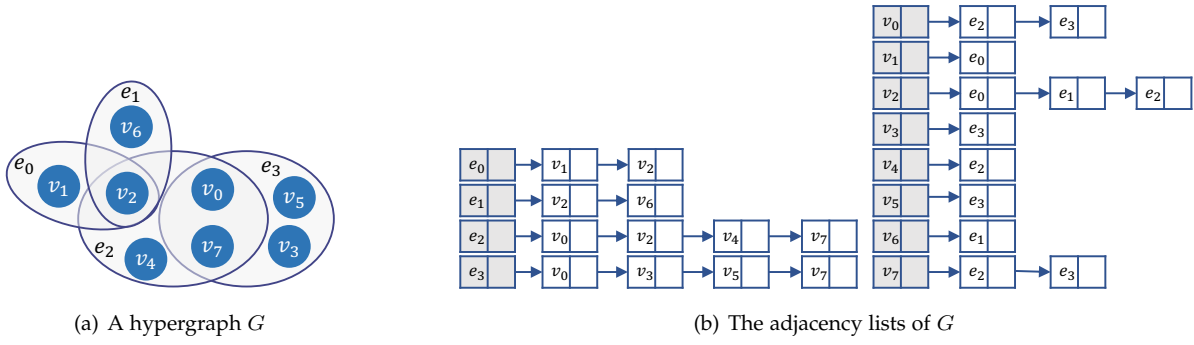 e₁
v₆
e₀
v₁
v₂
v₀
e₃
v₅
e₂
v₄
v₇
v₃
(a) A hypergraph G
e₀ v₁ v₂
e₁ v₂ v₆
e₂ v₀ v₂ v₄ v₇
e₃ v₀ v₃ v₅ v₇
v₀ e₂ e₃
v₁ e₀
v₂ e₀ e₁ e₂
v₃ e₃
v₄ e₂
v₅ e₃
v₆ e₁
v₇ e₂ e₃
(b) The adjacency lists of G